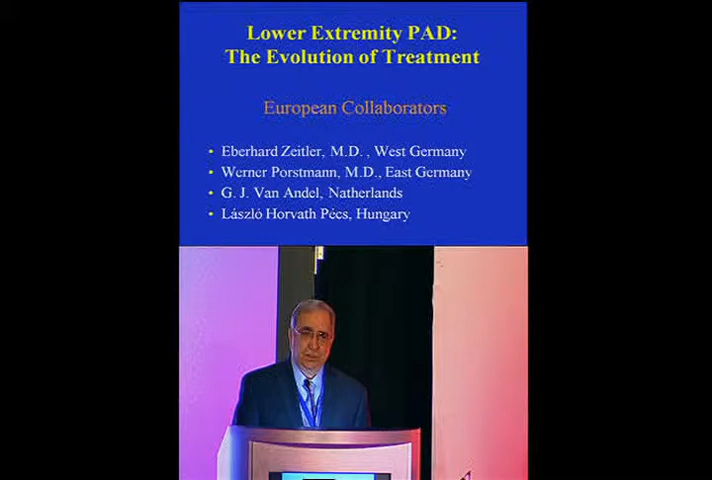 Lower Extremity PAD:
The Evolution of Treatment
European Collaborators
• Eberhard Zeitler, M.D. , West Germany
• Werner Porstmann, M.D., East Germany
• G. J. Van Andel, Natherlands
• László Horvath Pécs, Hungary